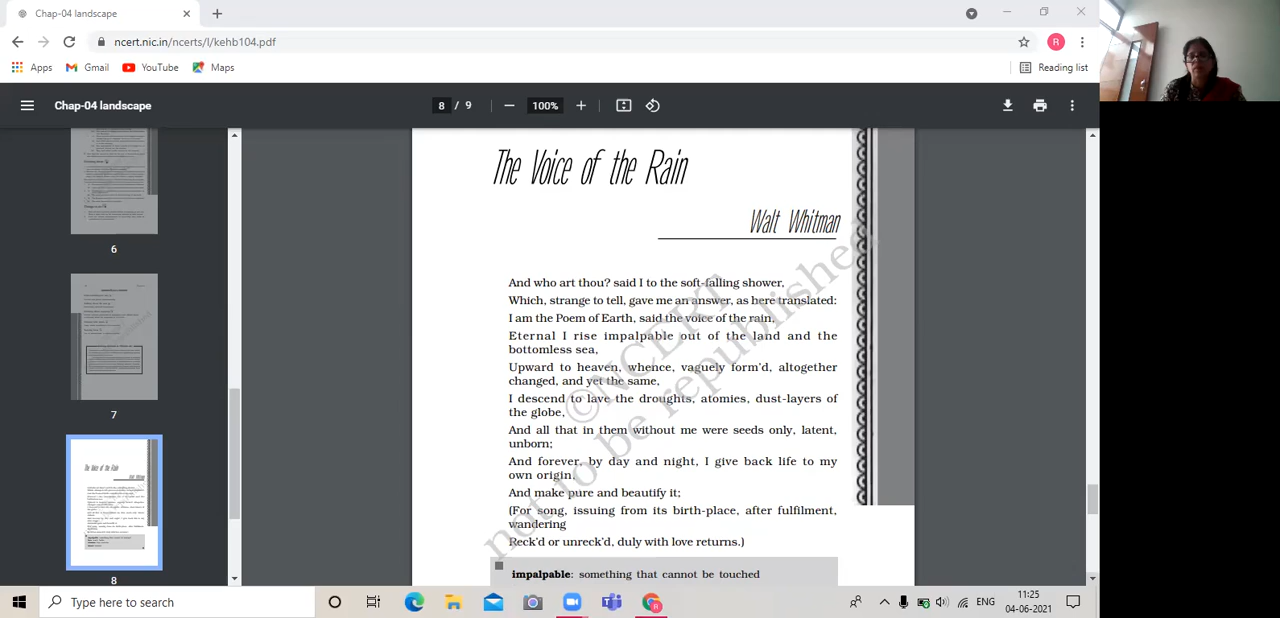 Chap-04 landscape
ncert.nic.in/ncerts/l/kehb104.pdf
R
Apps Gmail YouTube Maps Reading list
Chap-04 landscape
8 / 9 100%
6
7
8
The Voice of the Rain
Walt Whitman
And who art thou? said I to the soft-falling shower,
Which, strange to tell, gave me an answer, as here translated:
I am the Poem of Earth, said the voice of the rain,
Eternal I rise impalpable out of the land and the
bottomless sea,
Upward to heaven, whence, vaguely form'd, altogether
changed, and yet the same,
I descend to lave the droughts, atomies, dust-layers of
the globe,
And all that in them without me were seeds only, latent,
unborn;
And forever, by day and night, I give back life to my
own origin,
And make pure and beautify it;
(For song, issuing from its birth-place, after fulfilment,
wandering
Reck'd or unreck'd, duly with love returns.)
impalpable: something that cannot be touched
©NCERT
not to be republished
Type here to search
R
ENG
11:25
04-06-2021